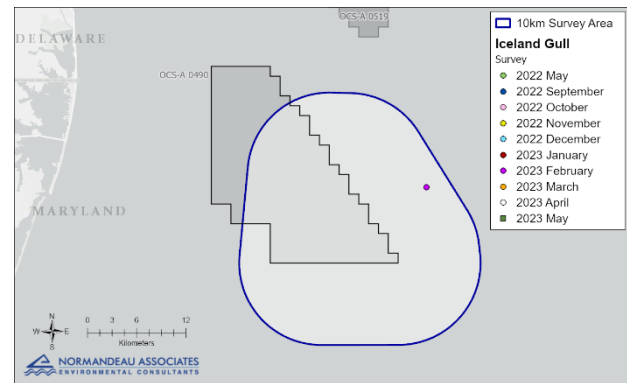 DELAWARE
OCS-A 0519
OCS-A 0490
MARYLAND
10km Survey Area
Iceland Gull
Survey
2022 May
2022 September
2022 October
2022 November
2022 December
2023 January
2023 February
2023 March
2023 April
2023 May
N
W E
S
0 3 6 12
Kilometers
NORMANDEAU ASSOCIATES
ENVIRONMENTAL CONSULTANTS